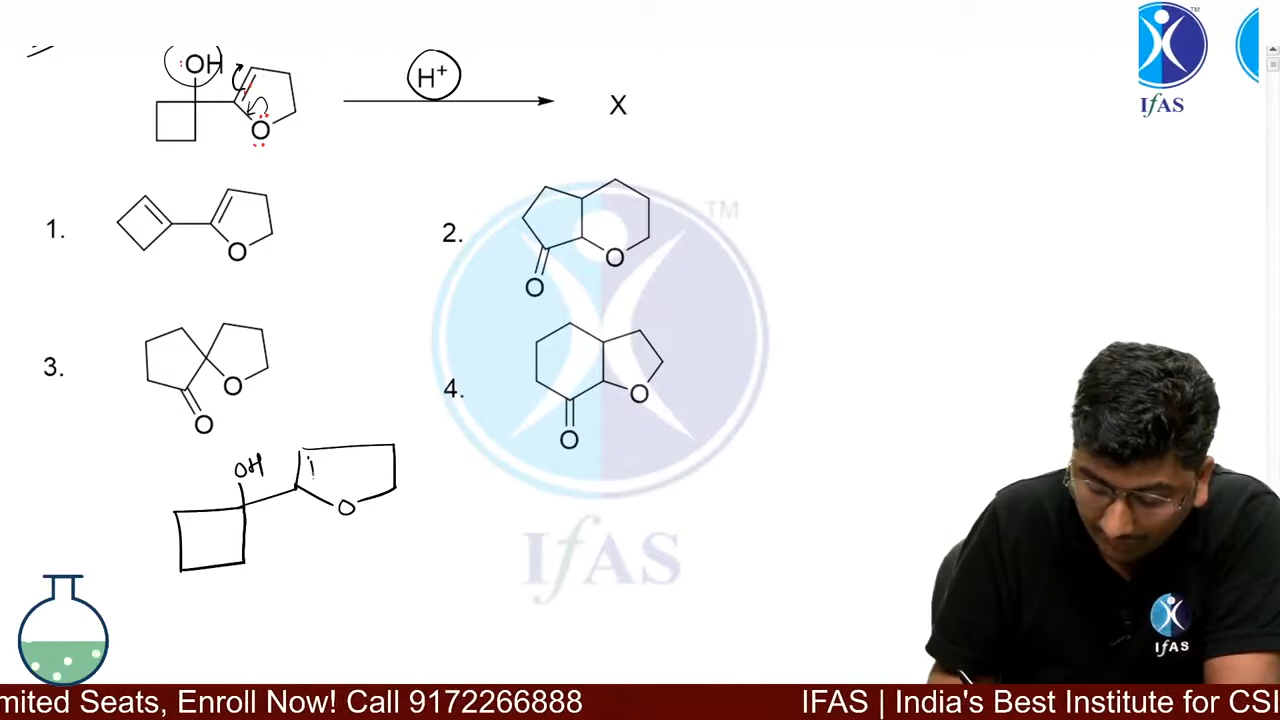 :OH
H⁺
X
O
IfAS
TM
1.
O
2.
O
O
TM
3.
O
O
4.
O
O
OH
O
IfAS
IfAS
mited Seats, Enroll Now! Call 9172266888 IFAS | India's Best Institute for CSI